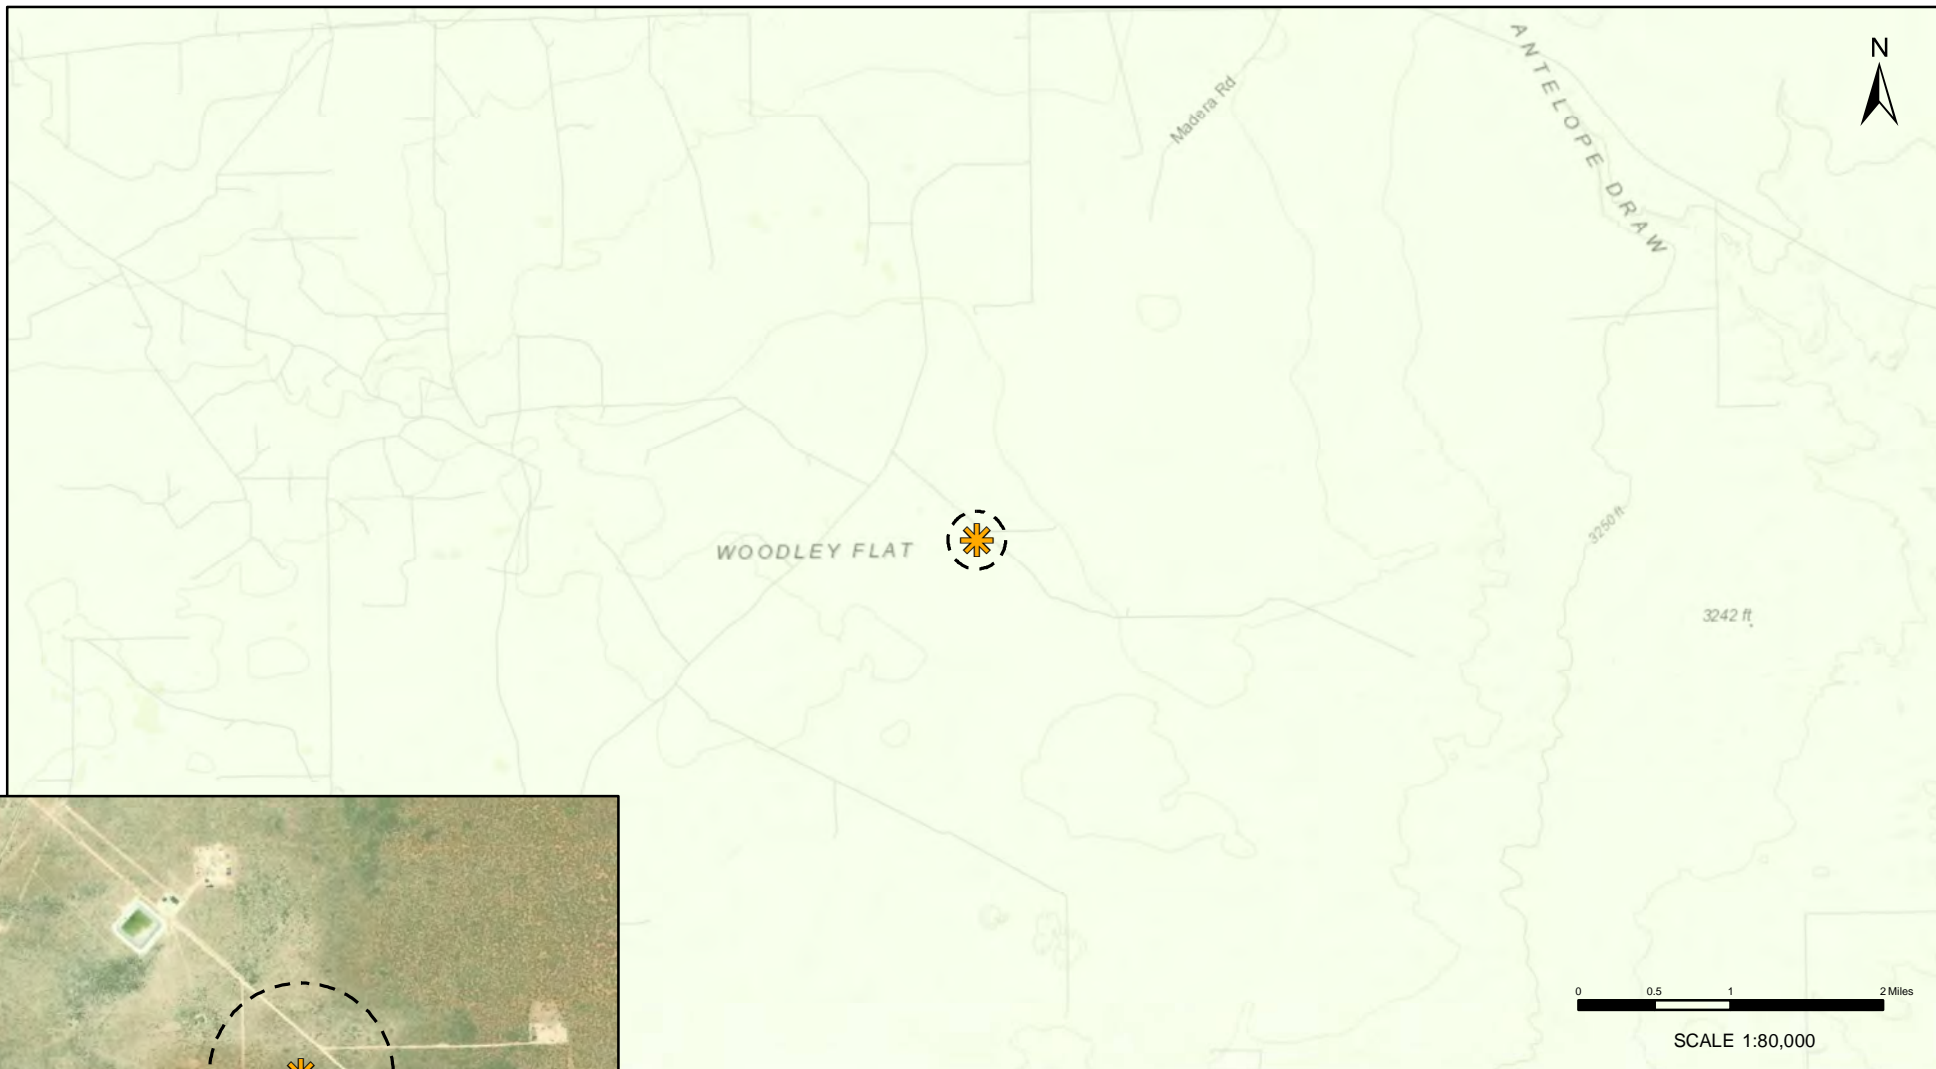 N
ANTELOPE DRAW
Madera Rd
WOODLEY FLAT
3250 ft
3242 ft
0 0.5 1 2 Miles
SCALE 1:80,000